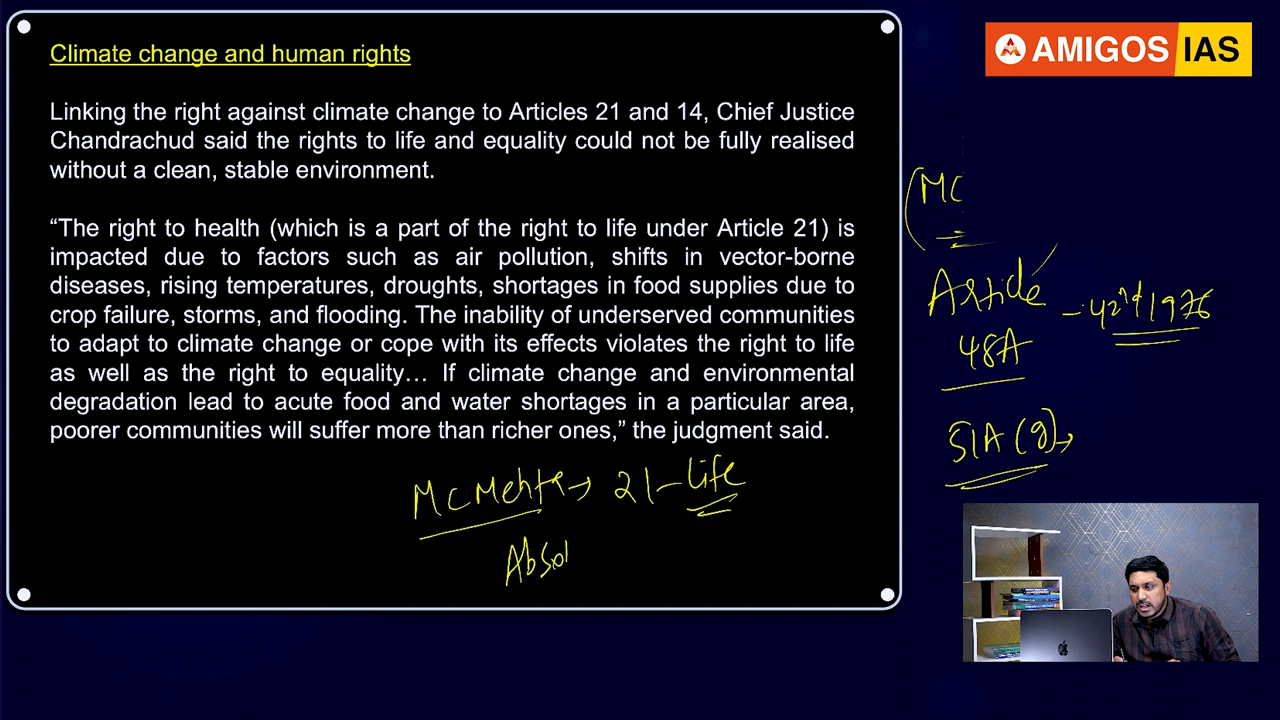 AMIGOS IAS
Climate change and human rights
Linking the right against climate change to Articles 21 and 14, Chief Justice
Chandrachud said the rights to life and equality could not be fully realised
without a clean, stable environment.
“The right to health (which is a part of the right to life under Article 21) is
impacted due to factors such as air pollution, shifts in vector-borne
diseases, rising temperatures, droughts, shortages in food supplies due to
crop failure, storms, and flooding. The inability of underserved communities
to adapt to climate change or cope with its effects violates the right to life
as well as the right to equality… If climate change and environmental
degradation lead to acute food and water shortages in a particular area,
poorer communities will suffer more than richer ones,” the judgment said.
MC Mehta → 21 - Life
Absol
(MC
Article
48A
- 42nd 1976
51A (g) →